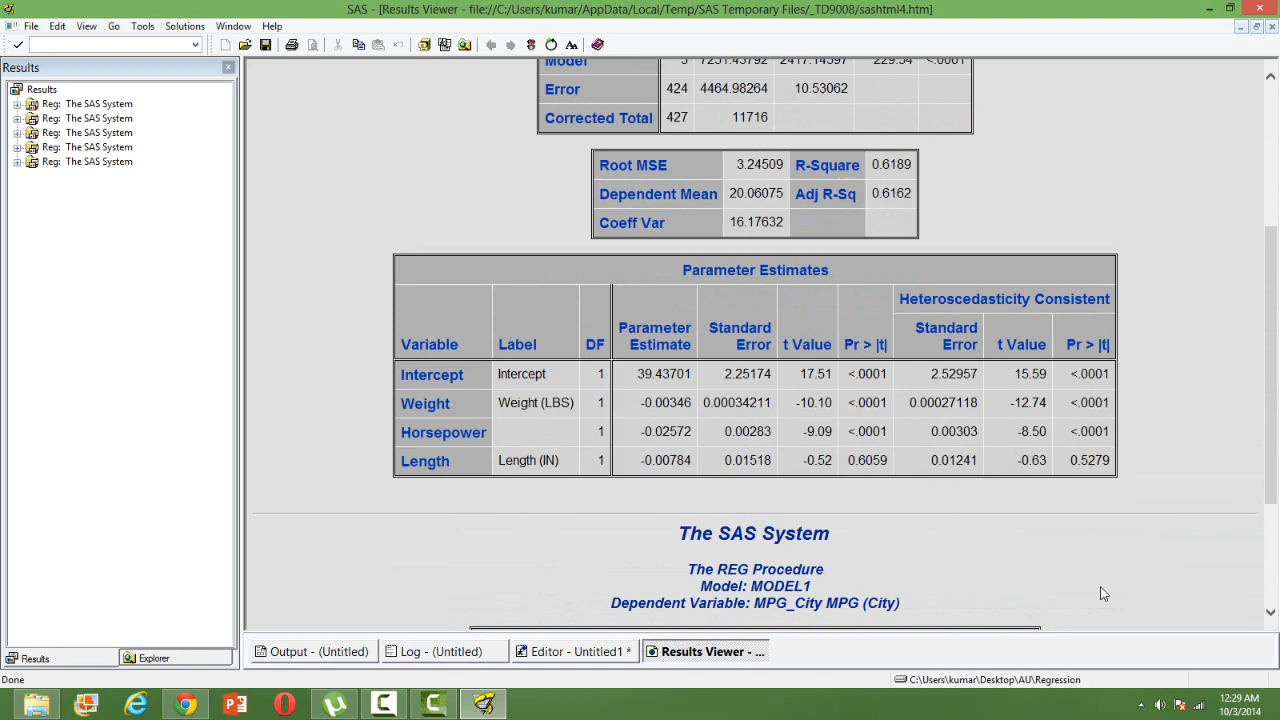 SAS - [Results Viewer - file://C:/Users/kumar/AppData/Local/Temp/SAS Temporary Files/_TD9008/sashtml4.htm]
File Edit View Go Tools Solutions Window Help
Results
Results
Reg: The SAS System
Reg: The SAS System
Reg: The SAS System
Reg: The SAS System
Reg: The SAS System
Model 3 7251.43792 2417.14597 229.54 <.0001
Error 424 4464.98264 10.53062
Corrected Total 427 11716
Root MSE 3.24509 R-Square 0.6189
Dependent Mean 20.06075 Adj R-Sq 0.6162
Coeff Var 16.17632
Parameter Estimates
Heteroscedasticity Consistent
Variable Label DF Parameter Estimate Standard Error t Value Pr > |t| Standard Error t Value Pr > |t|
Intercept Intercept 1 39.43701 2.25174 17.51 <.0001 2.52957 15.59 <.0001
Weight Weight (LBS) 1 -0.00346 0.00034211 -10.10 <.0001 0.00027118 -12.74 <.0001
Horsepower 1 -0.02572 0.00283 -9.09 <.0001 0.00303 -8.50 <.0001
Length Length (IN) 1 -0.00784 0.01518 -0.52 0.6059 0.01241 -0.63 0.5279
The SAS System
The REG Procedure
Model: MODEL1
Dependent Variable: MPG_City MPG (City)
Results Explorer
Output - (Untitled) Log - (Untitled) Editor - Untitled1 * Results Viewer - ...
Done C:\Users\kumar\Desktop\AU\Regression
12:29 AM
10/3/2014